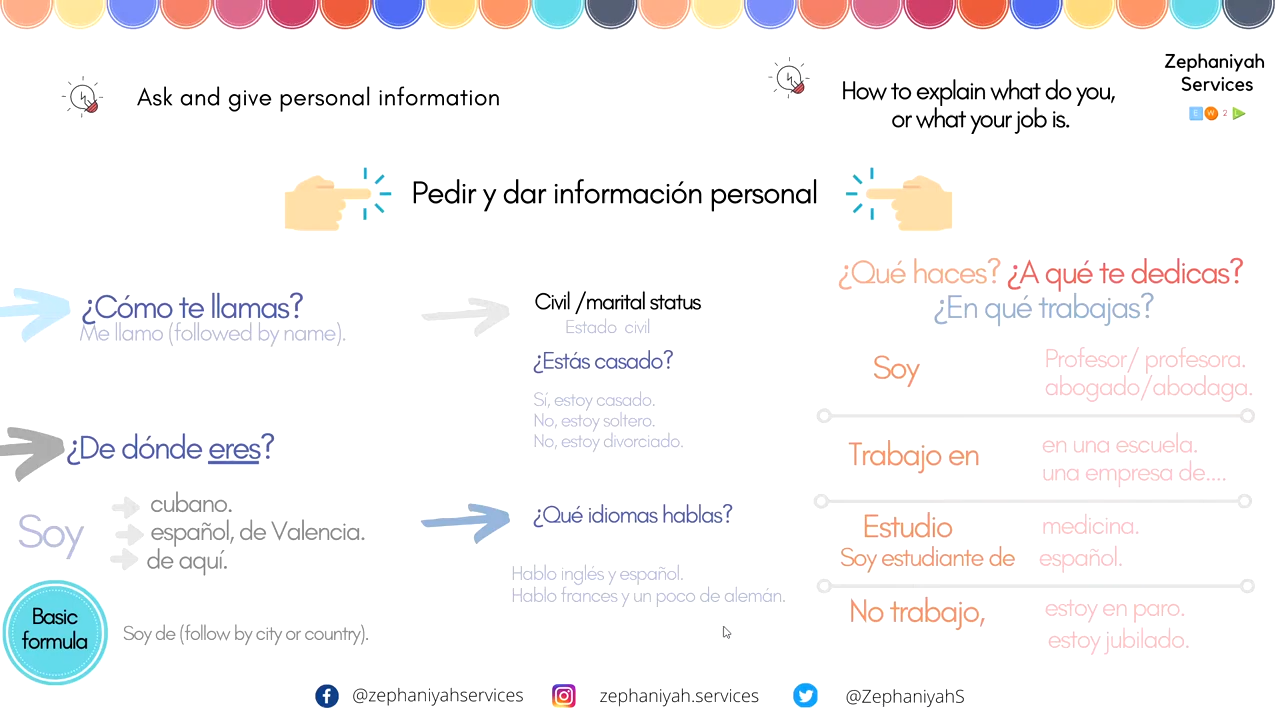 Ask and give personal information
How to explain what do you,
or what your job is.
Zephaniyah
Services
E W 2 L
Pedir y dar información personal
¿Cómo te llamas?
Me llamo (followed by name).
¿De dónde eres?
Soy
cubano.
español, de Valencia.
de aquí.
Basic
formula
Soy de (follow by city or country).
Civil /marital status
Estado civil
¿Estás casado?
Sí, estoy casado.
No, estoy soltero.
No, estoy divorciado.
¿Qué idiomas hablas?
Hablo inglés y español.
Hablo frances y un poco de alemán.
¿Qué haces? ¿A qué te dedicas?
¿En qué trabajas?
Soy
Profesor/ profesora.
abogado/abodaga.
Trabajo en
en una escuela.
una empresa de....
Estudio
medicina.
Soy estudiante de
español.
No trabajo,
estoy en paro.
estoy jubilado.
@zephaniyahservices
zephaniyah.services
@ZephaniyahS